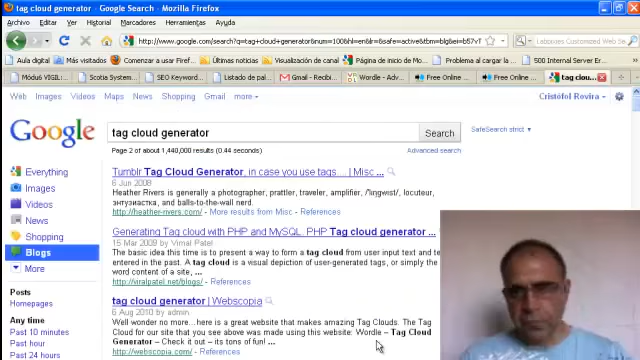 tag cloud generator - Google Search - Mozilla Firefox
Archivo Editar Ver Historial Marcadores Herramientas Ayuda
http://www.google.com/search?q=tag+cloud+generator&num=100&hl=en&lr=&safe=active&tbm=blg&ei=b57vT
Aula digital Más visitados Comenzar a usar Firef... Google Página de inicio de Mo... Problema al cargar la ... 500 Internal Server Er...
MÓDUL VIGIL... Scotia System... SEO Keyword... Listado de pal... Gmail - Recibi... Wordle - Adv... Free Online ... Free Online ... tag clou...
Web Images Videos Maps News Shopping Gmail more
Cristòfol Rovira
Google
tag cloud generator
Search
SafeSearch strict
Page 2 of about 1,440,000 results (0.44 seconds)
Advanced search
Everything
Images
Videos
News
Shopping
Blogs
More
Posts
Homepages
Any time
Past 10 minutes
Past hour
Tumblr Tag Cloud Generator, in case you use tags.... | Misc ...
6 Jun 2008
Heather Rivers is generally a photographer, prattler, traveler, amplifier, /'lɪŋgwɪst/, locuteur,
энтузиастка, and balls-to-the-wall nerd.
http://heather-rivers.com/ - More results from Misc - References
Generating Tag cloud with PHP and MySQL. PHP Tag Cloud generator ...
15 Mar 2009 by Viral Patel
The basic idea this time is to present a way to form a tag cloud from user input text and te
entered in the past. A tag cloud is a visual depiction of user-generated tags, or simply the
word content of a site, ...
http://viralpatel.net/blogs/ - References
tag cloud generator | Webscopia
6 Aug 2010 by admin
Well wonder no more...here is a great website that makes amazing Tag Clouds. The Tag
Cloud for our site that you see above was made using this website: Wordle – Tag Cloud
Generator – Check it out – its tons of fun! ...
http://webscopia.com/ - References